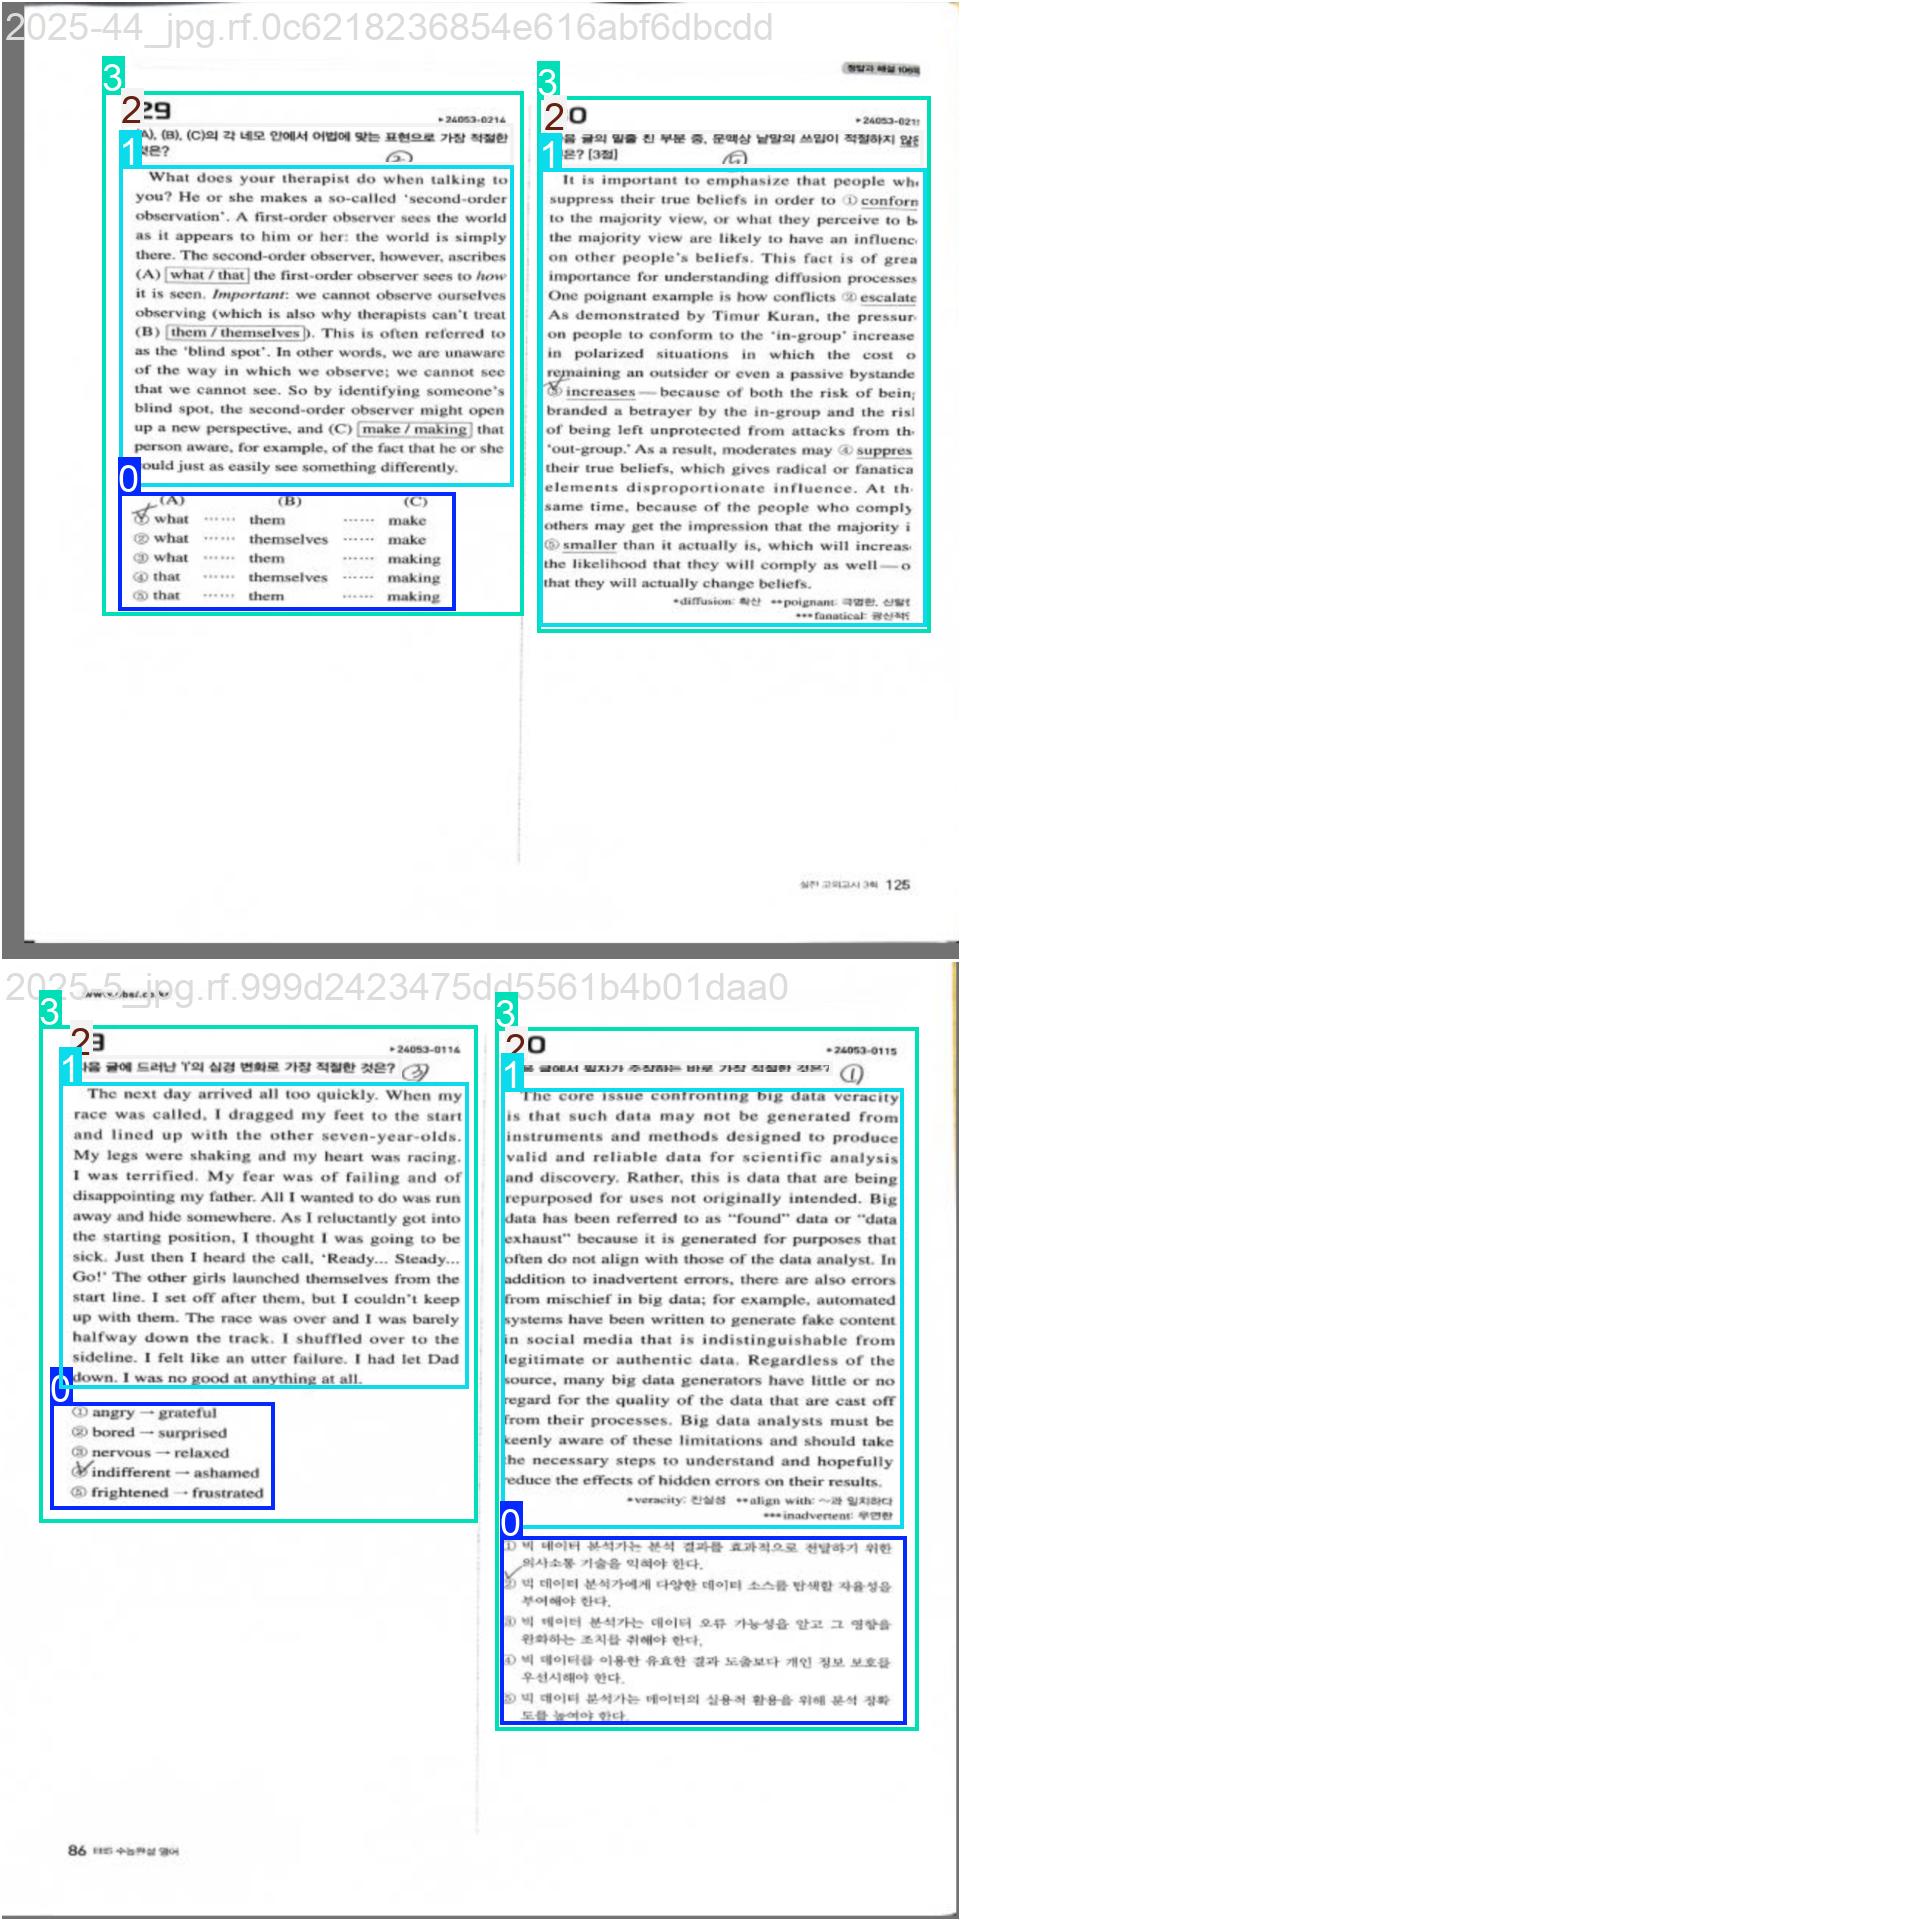 2025-44_jpg.rf.0c6218236854e616abf6dbcdd
정답과 해설
3
29
2
24053-0214
(A), (B), (C)의 각 네모 안에서 어법에 맞는 표현으로 가장 적절한
것은?
1
What does your therapist do when talking to
you? He or she makes a so-called 'second-order
observation'. A first-order observer sees the world
as it appears to him or her: the world is simply
there. The second-order observer, however, ascribes
(A) what / that the first-order observer sees to how
it is seen. Important: we cannot observe ourselves
observing (which is also why therapists can't treat
(B) them / themselves). This is often referred to
as the 'blind spot'. In other words, we are unaware
of the way in which we observe; we cannot see
that we cannot see. So by identifying someone's
blind spot, the second-order observer might open
up a new perspective, and (C) make / making that
person aware, for example, of the fact that he or she
could just as easily see something differently.
0
(A) (B) (C)
① what ...... them ...... make
② what ...... themselves ...... make
③ what ...... them ...... making
④ that ...... themselves ...... making
⑤ that ...... them ...... making
3
2
0
24053-021
음 글의 밑줄 친 부분 중, 문맥상 낱말의 쓰임이 적절하지 않은
은? [3점]
④
1
It is important to emphasize that people who
suppress their true beliefs in order to ① conform
to the majority view, or what they perceive to b
the majority view are likely to have an influenc
on other people's beliefs. This fact is of grea
importance for understanding diffusion processes
One poignant example is how conflicts ② escalate
As demonstrated by Timur Kuran, the pressur
on people to conform to the 'in-group' increase
in polarized situations in which the cost o
remaining an outsider or even a passive bystande
③ increases — because of both the risk of bein
branded a betrayer by the in-group and the risl
of being left unprotected from attacks from th
'out-group.' As a result, moderates may ④ suppres
their true beliefs, which gives radical or fanatica
elements disproportionate influence. At th
same time, because of the people who comply
others may get the impression that the majority i
⑤ smaller than it actually is, which will increas
the likelihood that they will comply as well — o
that they will actually change beliefs.
*diffusion: 확산 **poignant: 극명한, 신랄
***fanatical: 광신적
실전 모의고사 3회 125
2025-5_jpg.rf.999d2423475dd5561b4b01daa0
3
2
9
24053-0114
다음 글에 드러난 'I'의 심경 변화로 가장 적절한 것은?
③
1
The next day arrived all too quickly. When my
race was called, I dragged my feet to the start
and lined up with the other seven-year-olds.
My legs were shaking and my heart was racing.
I was terrified. My fear was of failing and of
disappointing my father. All I wanted to do was run
away and hide somewhere. As I reluctantly got into
the starting position, I thought I was going to be
sick. Just then I heard the call, 'Ready... Steady...
Go!' The other girls launched themselves from the
start line. I set off after them, but I couldn't keep
up with them. The race was over and I was barely
halfway down the track. I shuffled over to the
sideline. I felt like an utter failure. I had let Dad
down. I was no good at anything at all.
0
① angry → grateful
② bored → surprised
③ nervous → relaxed
④ indifferent → ashamed
⑤ frightened → frustrated
3
2
0
24053-0115
글에서 필자가 주장하는 바로 가장 적절한 것은?
①
1
The core issue confronting big data veracity
is that such data may not be generated from
instruments and methods designed to produce
valid and reliable data for scientific analysis
and discovery. Rather, this is data that are being
repurposed for uses not originally intended. Big
data has been referred to as "found" data or "data
exhaust" because it is generated for purposes that
often do not align with those of the data analyst. In
addition to inadvertent errors, there are also errors
from mischief in big data; for example, automated
systems have been written to generate fake content
in social media that is indistinguishable from
legitimate or authentic data. Regardless of the
source, many big data generators have little or no
regard for the quality of the data that are cast off
from their processes. Big data analysts must be
keenly aware of these limitations and should take
the necessary steps to understand and hopefully
reduce the effects of hidden errors on their results.
*veracity: 진실성 **align with: ~과 일치하다
***inadvertent: 우연한
0
① 빅 데이터 분석가는 분석 결과를 효과적으로 전달하기 위한
의사소통 기술을 익혀야 한다.
② 빅 데이터 분석가에게 다양한 데이터 소스를 탐색할 자율성을
부여해야 한다.
③ 빅 데이터 분석가는 데이터 오류 가능성을 알고 그 영향을
완화하는 조치를 취해야 한다.
④ 빅 데이터를 이용한 유효한 결과 도출보다 개인 정보 보호를
우선시해야 한다.
⑤ 빅 데이터 분석가는 데이터의 실용적 활용을 위해 분석 정확
도를 높여야 한다.
86 EBS 수능완성 영어